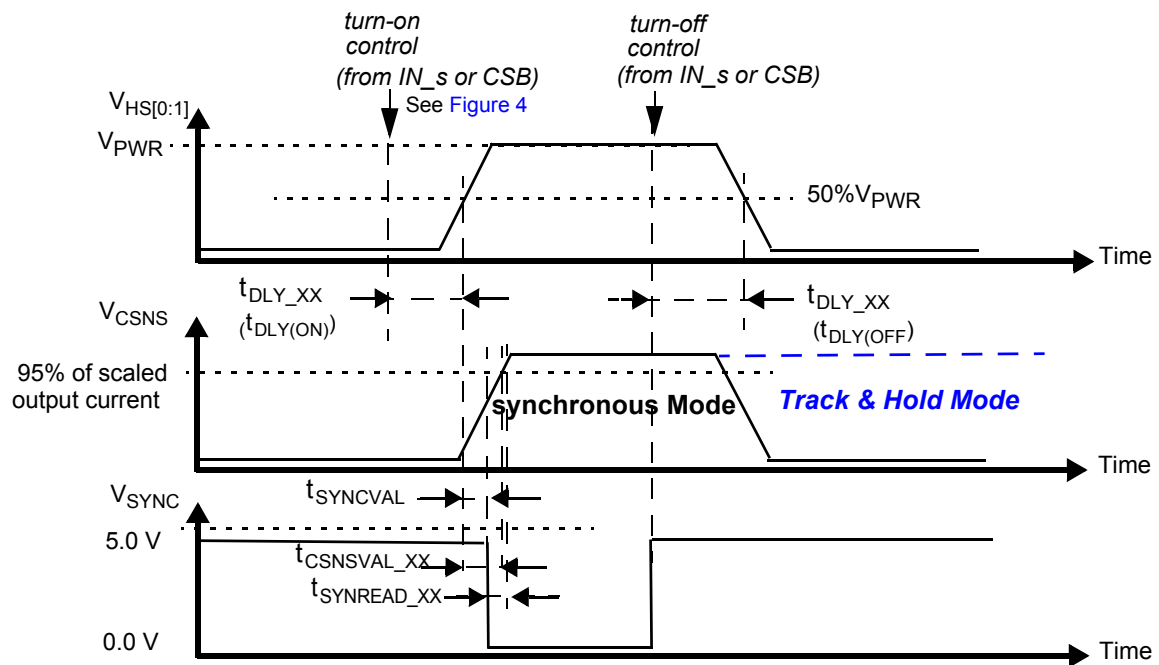 turn-on
control
(from IN_s or CSB)
See Figure 4
turn-off
control
(from IN_s or CSB)
VHS[0:1]
VPWR
50%VPWR
Time
tDLY_XX
(tDLY(ON))
tDLY_XX
(tDLY(OFF)
VCSNS
95% of scaled
output current
synchronous Mode
Track & Hold Mode
Time
tSYNCVAL
VSYNC
5.0 V
tCSNSVAL_XX
tSYNREAD_XX
0.0 V
Time